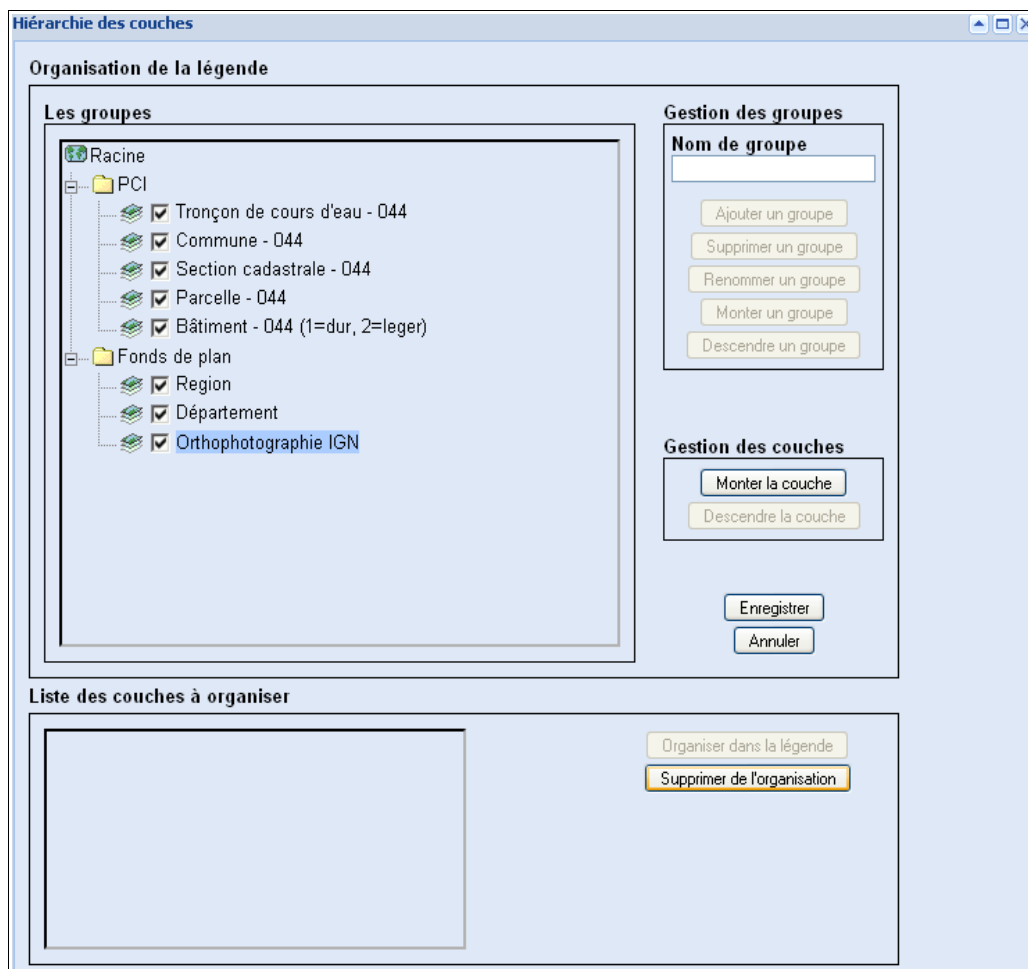 Hiérarchie des couches
Organisation de la légende
Les groupes
Racine
PCI
Tronçon de cours d'eau - 044
Commune - 044
Section cadastrale - 044
Parcelle - 044
Bâtiment - 044 (1=dur, 2=leger)
Fonds de plan
Region
Département
Orthophotographie IGN
Gestion des groupes
Nom de groupe
Ajouter un groupe
Supprimer un groupe
Renommer un groupe
Monter un groupe
Descendre un groupe
Gestion des couches
Monter la couche
Descendre la couche
Enregistrer
Annuler
Liste des couches à organiser
Organiser dans la légende
Supprimer de l'organisation